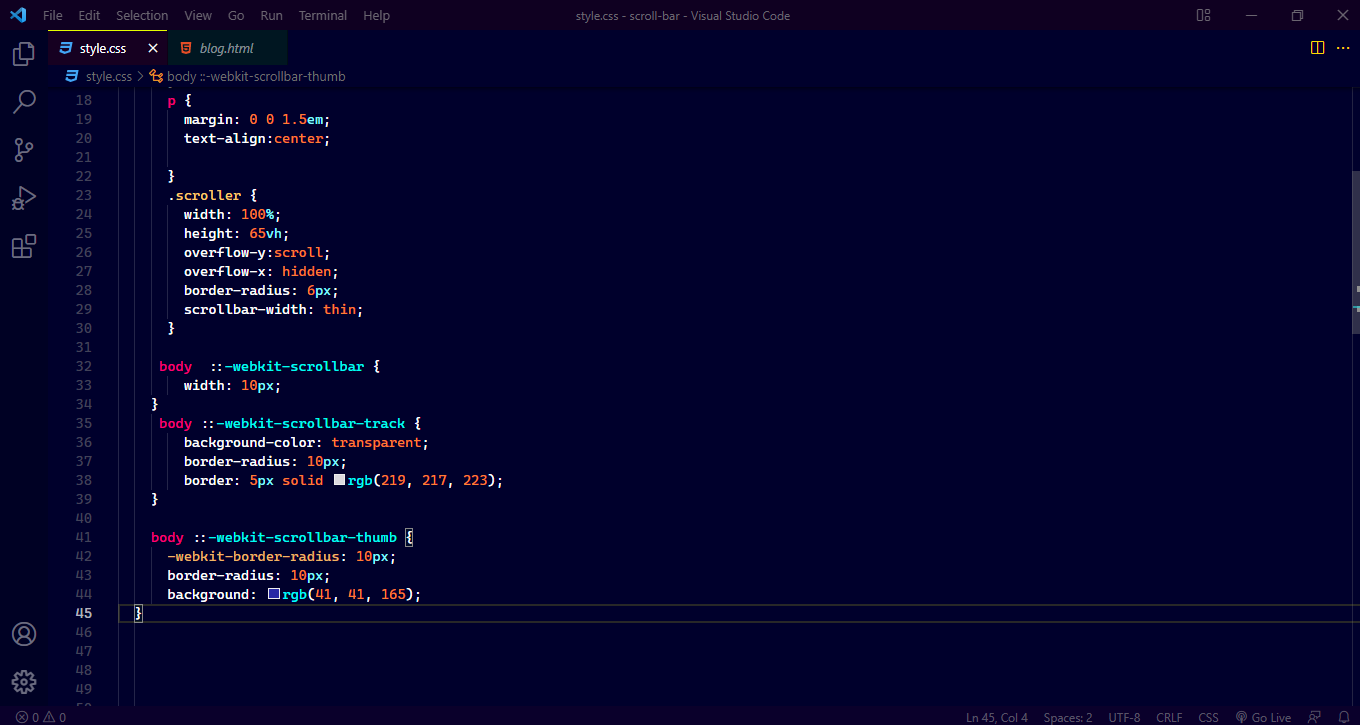 File Edit Selection View Go Run Terminal Help style.css - scroll-bar - Visual Studio Code
style.css blog.html
style.css > body ::-webkit-scrollbar-thumb
18 p {
19 margin: 0 0 1.5em;
20 text-align:center;
21
22 }
23 .scroller {
24 width: 100%;
25 height: 65vh;
26 overflow-y:scroll;
27 overflow-x: hidden;
28 border-radius: 6px;
29 scrollbar-width: thin;
30 }
31
32 body ::-webkit-scrollbar {
33 width: 10px;
34 }
35 body ::-webkit-scrollbar-track {
36 background-color: transparent;
37 border-radius: 10px;
38 border: 5px solid rgb(219, 217, 223);
39 }
40
41 body ::-webkit-scrollbar-thumb {
42 -webkit-border-radius: 10px;
43 border-radius: 10px;
44 background: rgb(41, 41, 165);
45 }
46
47
48
49
0 0 Ln 45, Col 4 Spaces: 2 UTF-8 CRLF CSS Go Live